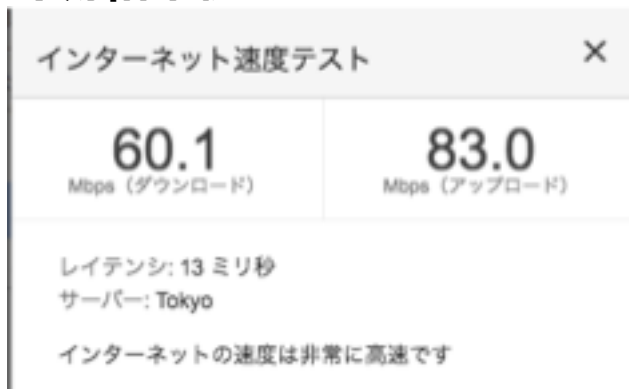 インターネット速度テスト ×
60.1 83.0
Mbps（ダウンロード） Mbps（アップロード）
レイテンシ: 13 ミリ秒
サーバー: Tokyo
インターネットの速度は非常に高速です